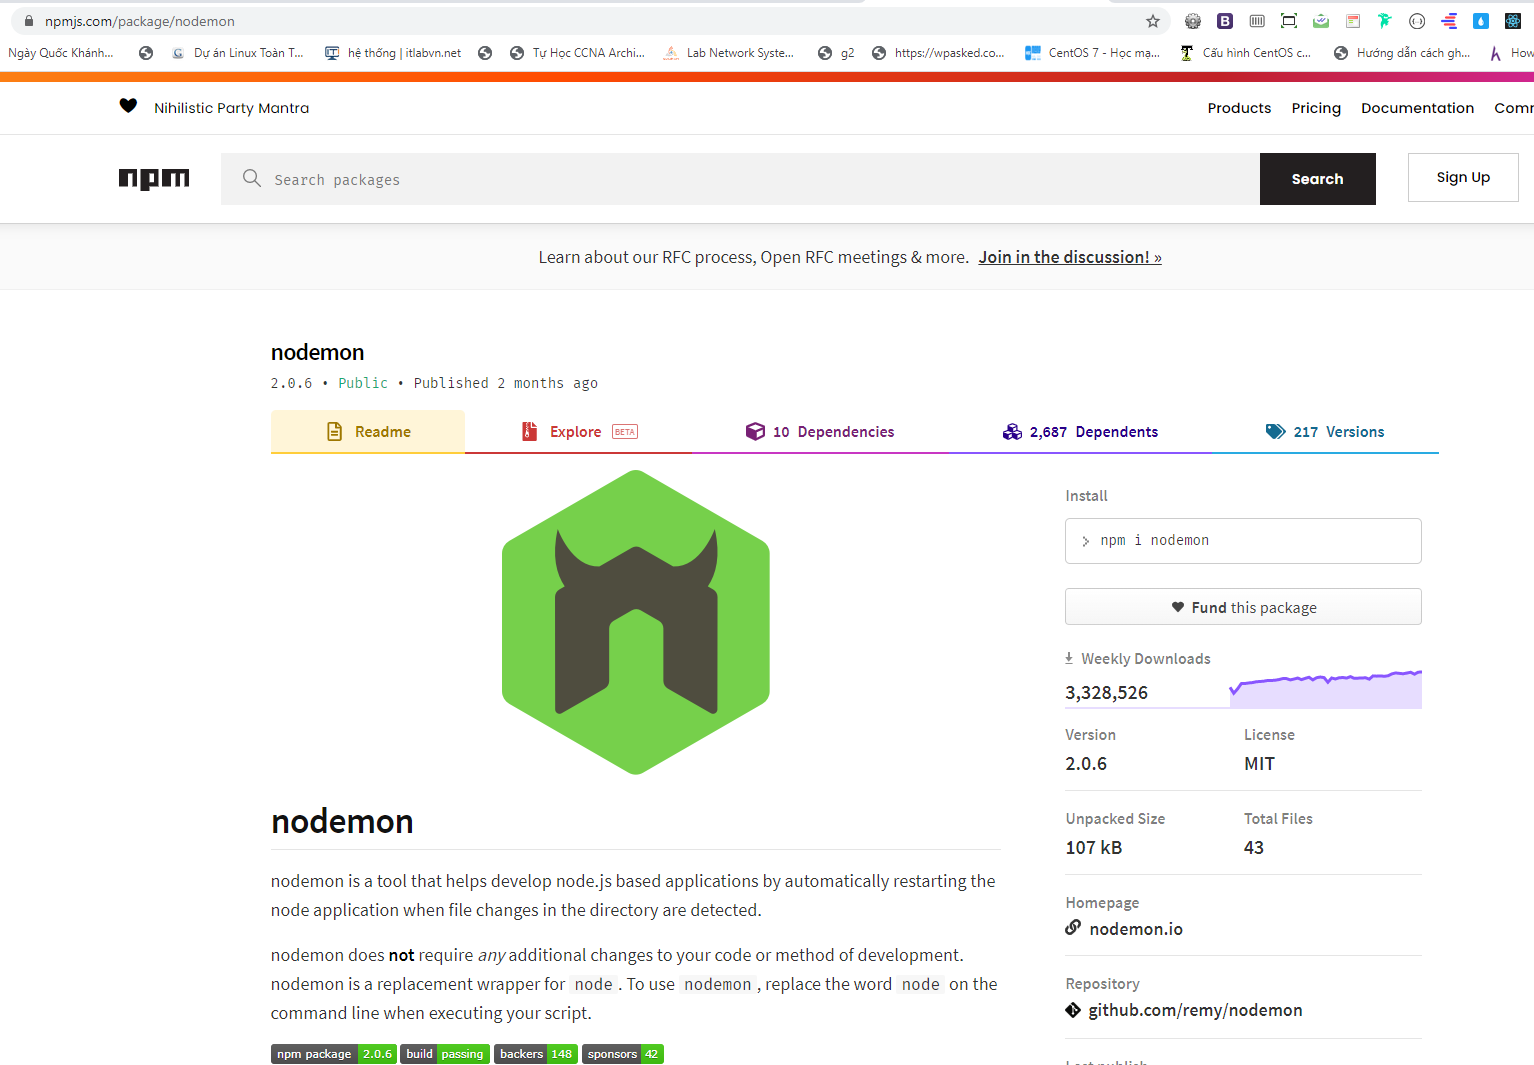 npmjs.com/package/nodemon
Ngày Quốc Khánh... Dự án Linux Toàn T... hệ thống | itlabvn.net Tự Học CCNA Archi... Lab Network Syste... g2 https://wpasked.co... CentOS 7 - Học mạ... Cấu hình CentOS c... Hướng dẫn cách gh... How
Nihilistic Party Mantra Products Pricing Documentation Comm
npm Search packages Search Sign Up
Learn about our RFC process, Open RFC meetings & more. Join in the discussion! »
nodemon
2.0.6 • Public • Published 2 months ago
Readme Explore BETA 10 Dependencies 2,687 Dependents 217 Versions
nodemon
nodemon is a tool that helps develop node.js based applications by automatically restarting the
node application when file changes in the directory are detected.
nodemon does not require any additional changes to your code or method of development.
nodemon is a replacement wrapper for node . To use nodemon , replace the word node on the
command line when executing your script.
npm package 2.0.6 build passing backers 148 sponsors 42
Install
> npm i nodemon
Fund this package
Weekly Downloads
3,328,526
Version License
2.0.6 MIT
Unpacked Size Total Files
107 kB 43
Homepage
nodemon.io
Repository
github.com/remy/nodemon
Last publish